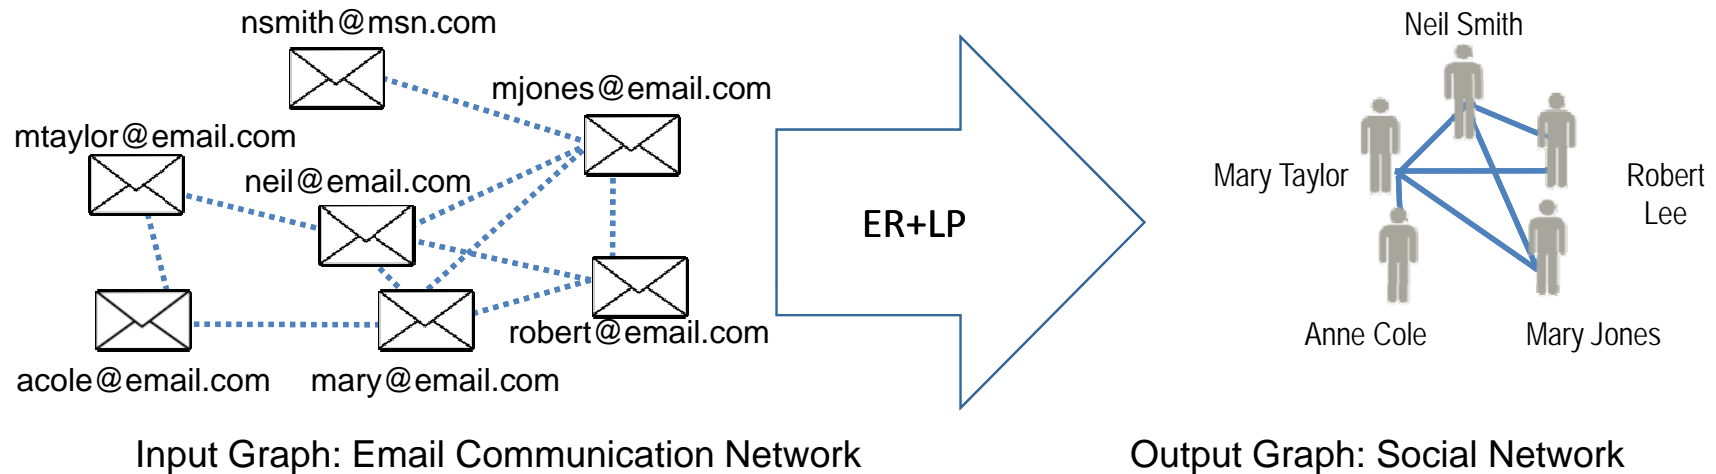 nsmith@msn.com
mjones@email.com
mtaylor@email.com
neil@email.com
robert@email.com
acole@email.com
mary@email.com
Input Graph: Email Communication Network
ER+LP
Neil Smith
Mary Taylor
Robert
Lee
Anne Cole
Mary Jones
Output Graph: Social Network